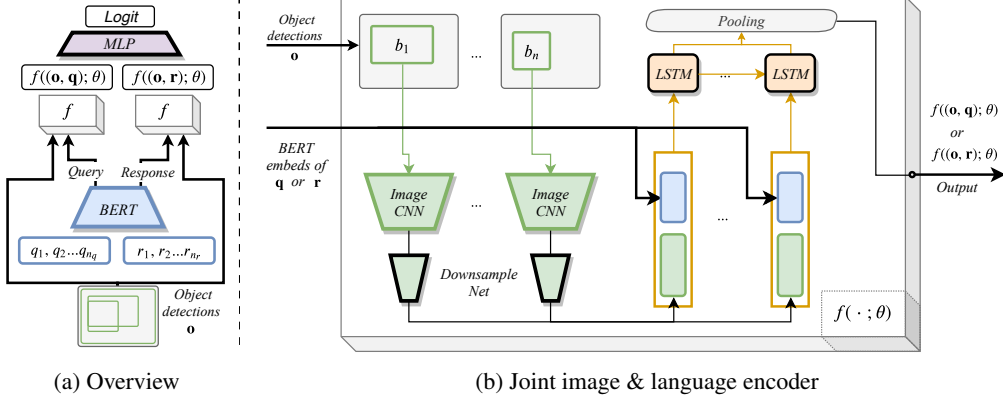 Logit
MLP
f((o, q); θ)
f((o, r); θ)
f
f
Query
Response
BERT
q1, q2...qnq
r1, r2...rnr
Object
detections
o
(a) Overview
Object
detections
o
b1
...
bn
Pooling
LSTM
...
LSTM
BERT
embeds of
q or r
Image
CNN
...
Image
CNN
...
Downsample
Net
f((o, q); θ)
or
f((o, r); θ)
Output
f( · ; θ)
(b) Joint image & language encoder